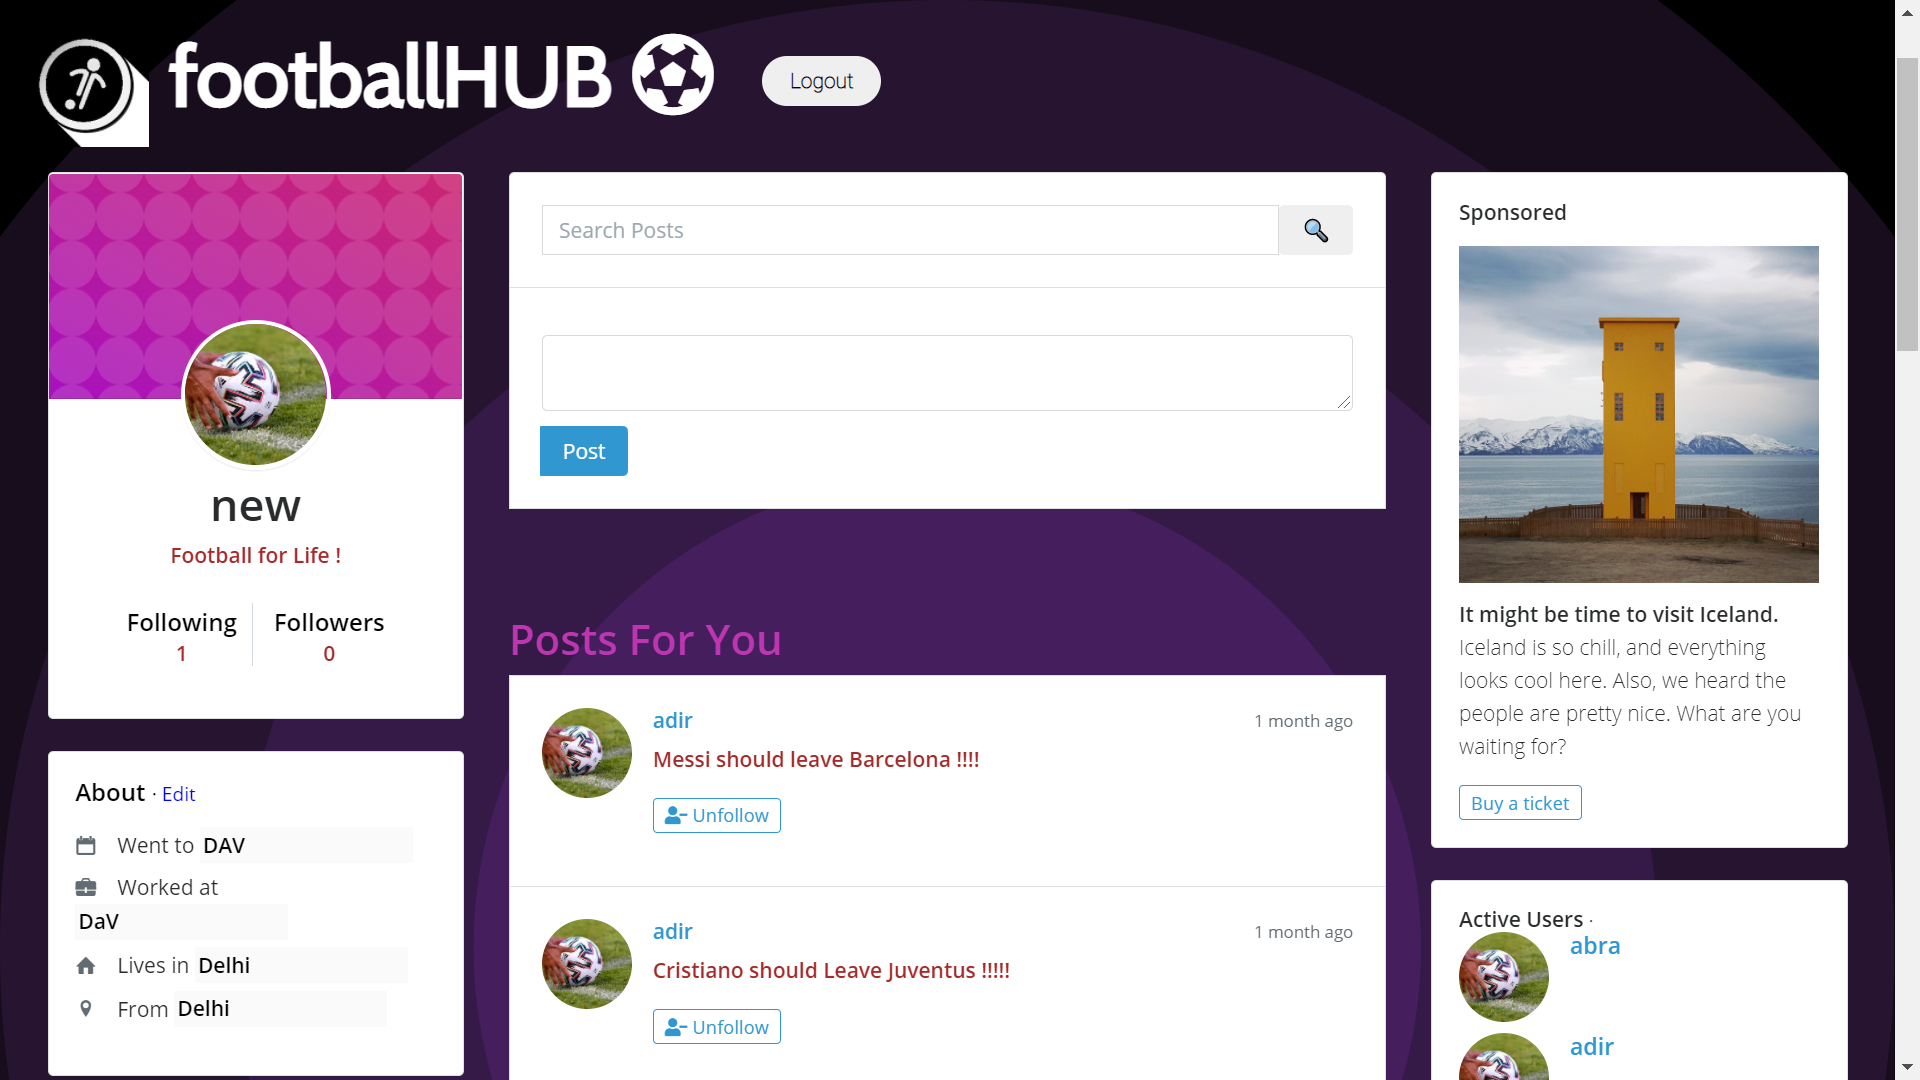 footballHUB
Logout
new
Football for Life !
Following
Followers
1
0
About · Edit
Went to DAV
Worked at
DaV
Lives in Delhi
From Delhi
Search Posts
Post
Posts For You
adir
1 month ago
Messi should leave Barcelona !!!!
Unfollow
adir
1 month ago
Cristiano should Leave Juventus !!!!!
Unfollow
Sponsored
It might be time to visit Iceland.
Iceland is so chill, and everything
looks cool here. Also, we heard the
people are pretty nice. What are you
waiting for?
Buy a ticket
Active Users ·
abra
adir